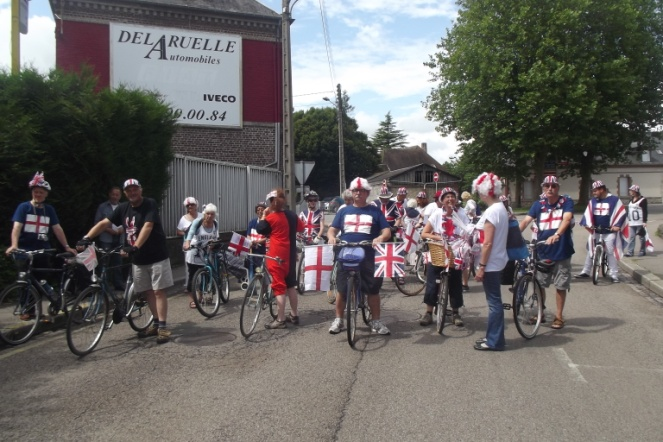 DELARUELLE
Automobiles
IVECO
.00.84